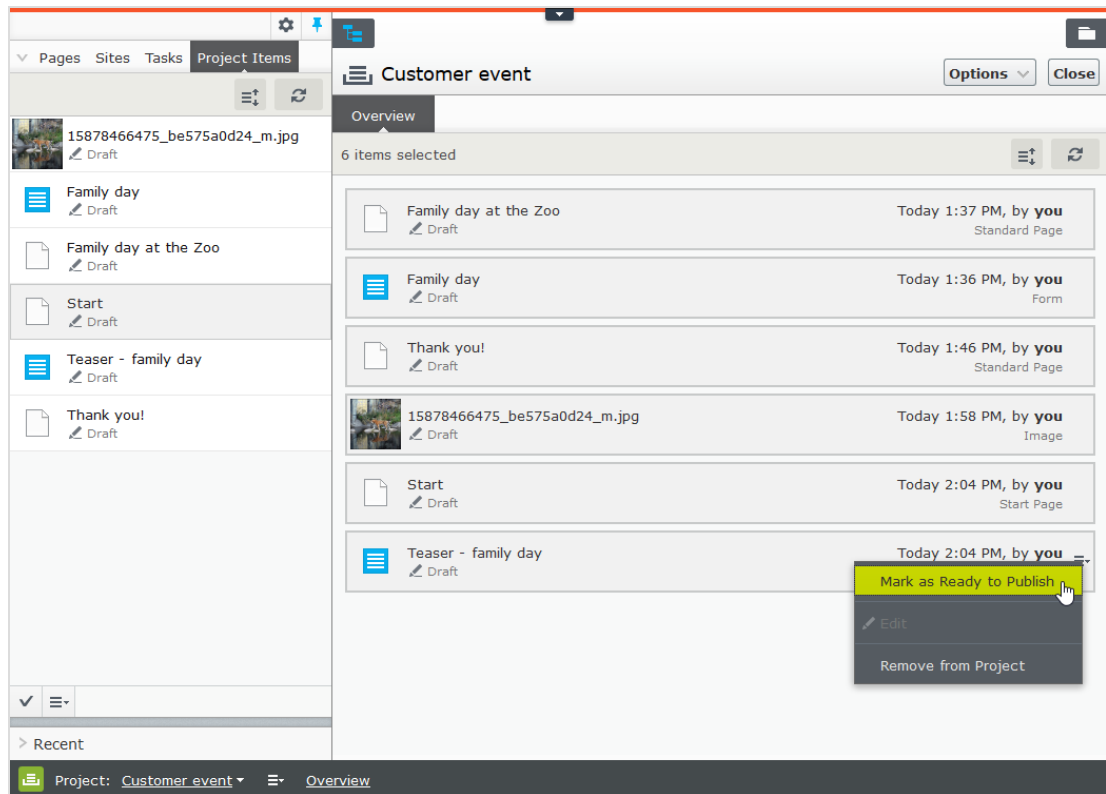 Pages Sites Tasks Project Items
15878466475_be575a0d24_m.jpg
Draft
Family day
Draft
Family day at the Zoo
Draft
Start
Draft
Teaser - family day
Draft
Thank you!
Draft
Recent
Customer event
Options
Close
Overview
6 items selected
Family day at the Zoo Today 1:37 PM, by you
Draft Standard Page
Family day Today 1:36 PM, by you
Draft Form
Thank you! Today 1:46 PM, by you
Draft Standard Page
15878466475_be575a0d24_m.jpg Today 1:58 PM, by you
Draft Image
Start Today 2:04 PM, by you
Draft Start Page
Teaser - family day Today 2:04 PM, by you
Draft
Mark as Ready to Publish
Edit
Remove from Project
Project: Customer event Overview